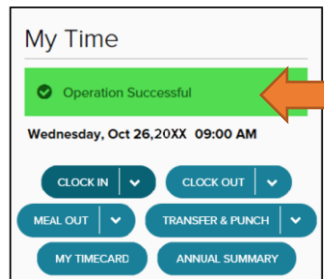 My Time
Operation Successful
Wednesday, Oct 26,20XX 09:00 AM
CLOCK IN
CLOCK OUT
MEAL OUT
TRANSFER & PUNCH
MY TIMECARD
ANNUAL SUMMARY